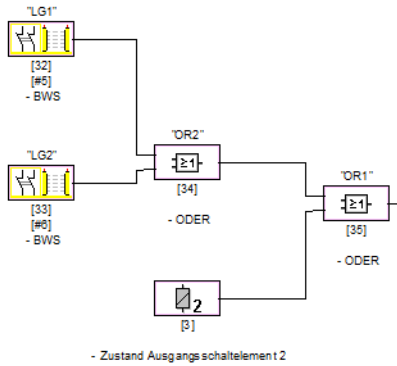 "LG1"
[32]
[#5]
- BWS
"LG2"
[33]
[#6]
- BWS
"OR2"
≥1
[34]
- ODER
"OR1"
≥1
[35]
- ODER
2
[3]
- Zustand Ausgangsschaltelement 2